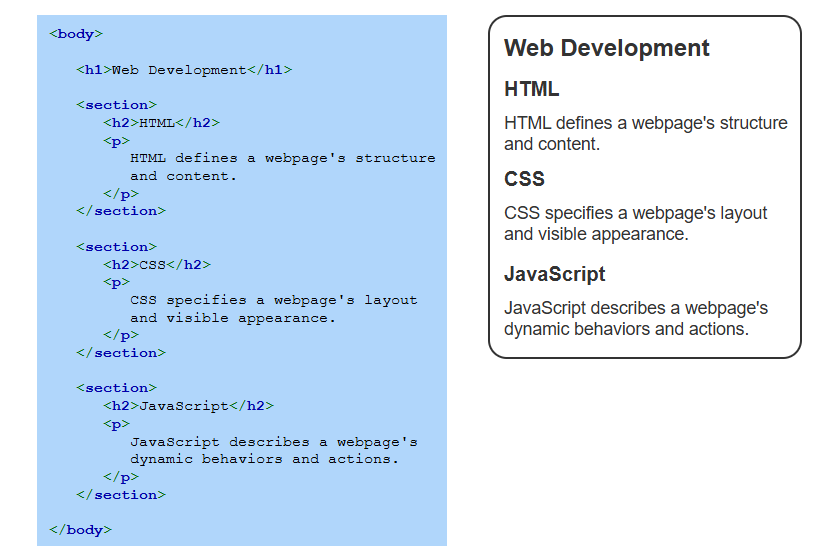 <body>
<h1>Web Development</h1>
<section>
<h2>HTML</h2>
<p>
HTML defines a webpage's structure
and content.
</p>
</section>
<section>
<h2>CSS</h2>
<p>
CSS specifies a webpage's layout
and visible appearance.
</p>
</section>
<section>
<h2>JavaScript</h2>
<p>
JavaScript describes a webpage's
dynamic behaviors and actions.
</p>
</section>
</body>
Web Development
HTML
HTML defines a webpage's structure
and content.
CSS
CSS specifies a webpage's layout
and visible appearance.
JavaScript
JavaScript describes a webpage's
dynamic behaviors and actions.